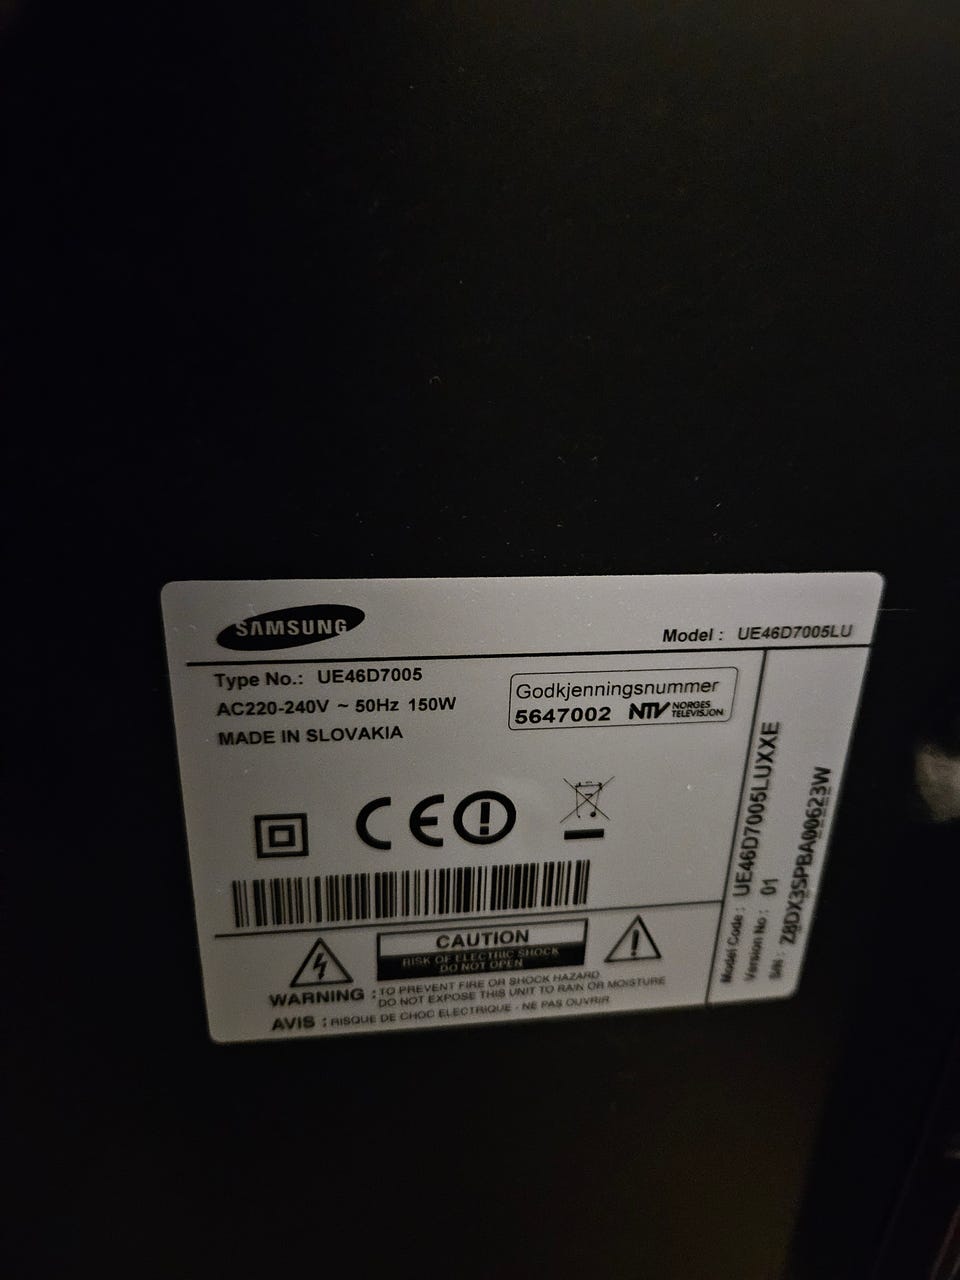 SAMSUNG
Model : UE46D7005LU
Type No.: UE46D7005
AC220-240V ~ 50Hz 150W
MADE IN SLOVAKIA
Godkjenningsnummer
5647002 NTV NORGES TELEVISJON
CE
CAUTION
RISK OF ELECTRIC SHOCK
DO NOT OPEN
WARNING : TO PREVENT FIRE OR SHOCK HAZARD
DO NOT EXPOSE THIS UNIT TO RAIN OR MOISTURE
AVIS : RISQUE DE CHOC ELECTRIQUE - NE PAS OUVRIR
Model Code : UE46D7005LUXXE
Version No : 01
S/N : Z8DX3SPBA00623W